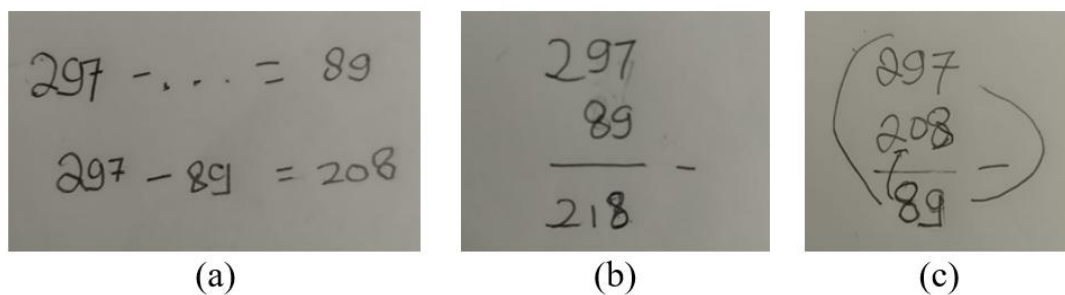 297 - . . . = 89
297 - 89 = 208
(a)
297
89
-
218
(b)
297
208
-
89
(c)